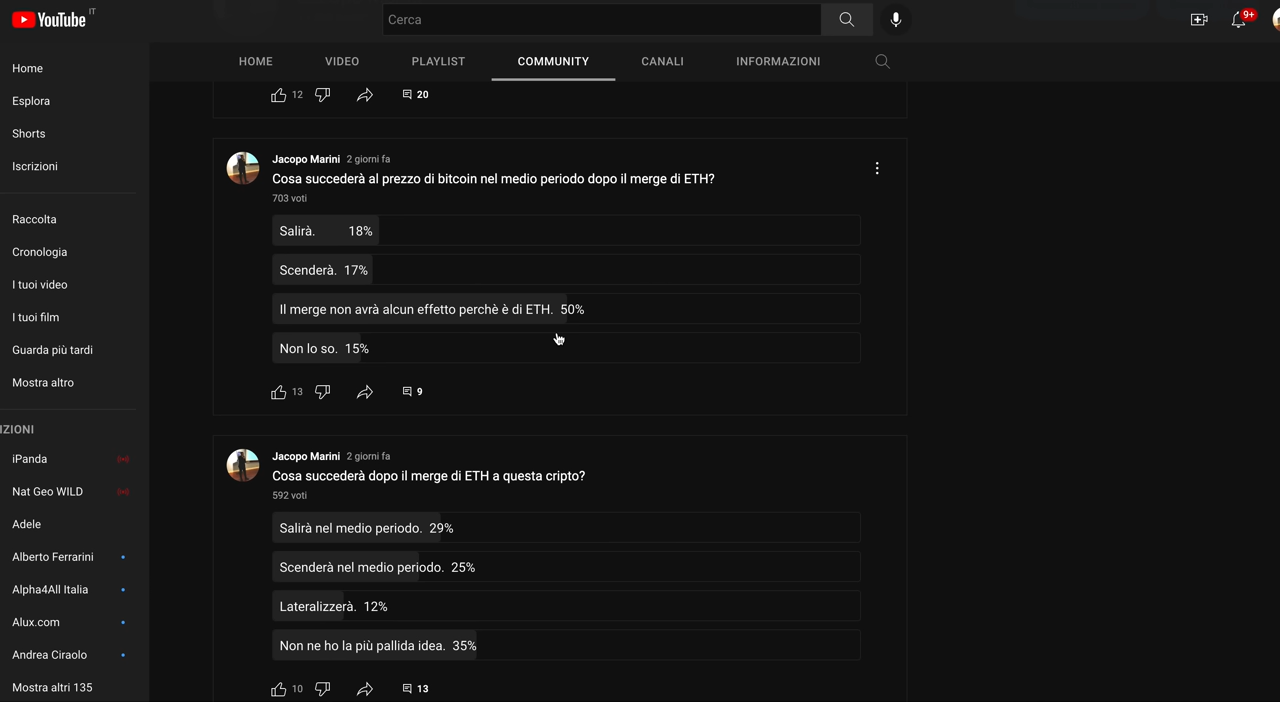 YouTube IT
Cerca
9+
HOME VIDEO PLAYLIST COMMUNITY CANALI INFORMAZIONI
Home
Esplora
Shorts
Iscrizioni
Raccolta
Cronologia
I tuoi video
I tuoi film
Guarda più tardi
Mostra altro
IZIONI
iPanda
Nat Geo WILD
Adele
Alberto Ferrarini
Alpha4All Italia
Alux.com
Andrea Ciraolo
Mostra altri 135
12 20
Jacopo Marini 2 giorni fa
Cosa succederà al prezzo di bitcoin nel medio periodo dopo il merge di ETH?
703 voti
Salirà. 18%
Scenderà. 17%
Il merge non avrà alcun effetto perchè è di ETH. 50%
Non lo so. 15%
13 9
Jacopo Marini 2 giorni fa
Cosa succederà dopo il merge di ETH a questa cripto?
592 voti
Salirà nel medio periodo. 29%
Scenderà nel medio periodo. 25%
Lateralizzerà. 12%
Non ne ho la più pallida idea. 35%
10 13